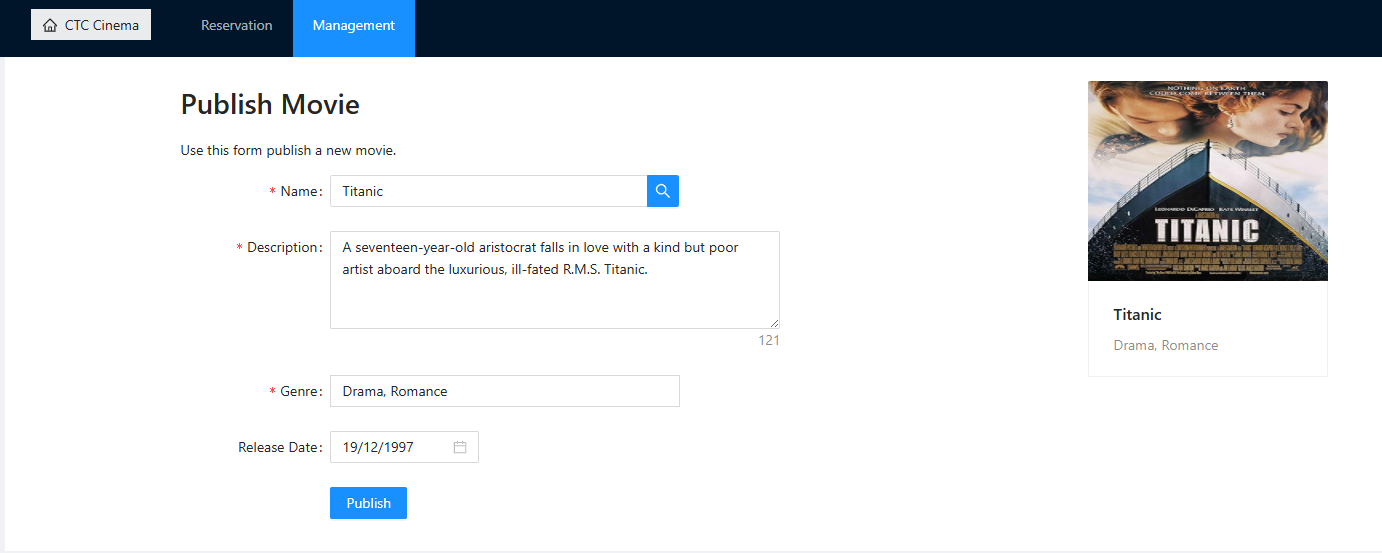 CTC Cinema
Reservation
Management
Publish Movie
Use this form publish a new movie.
* Name:
Titanic
* Description:
A seventeen-year-old aristocrat falls in love with a kind but poor
artist aboard the luxurious, ill-fated R.M.S. Titanic.
121
* Genre:
Drama, Romance
Release Date:
19/12/1997
Publish
NOTHING ON EARTH
COULD COME BETWEEN THEM
LEONARDO DICAPRIO KATE WINSLET
TITANIC
Titanic
Drama, Romance